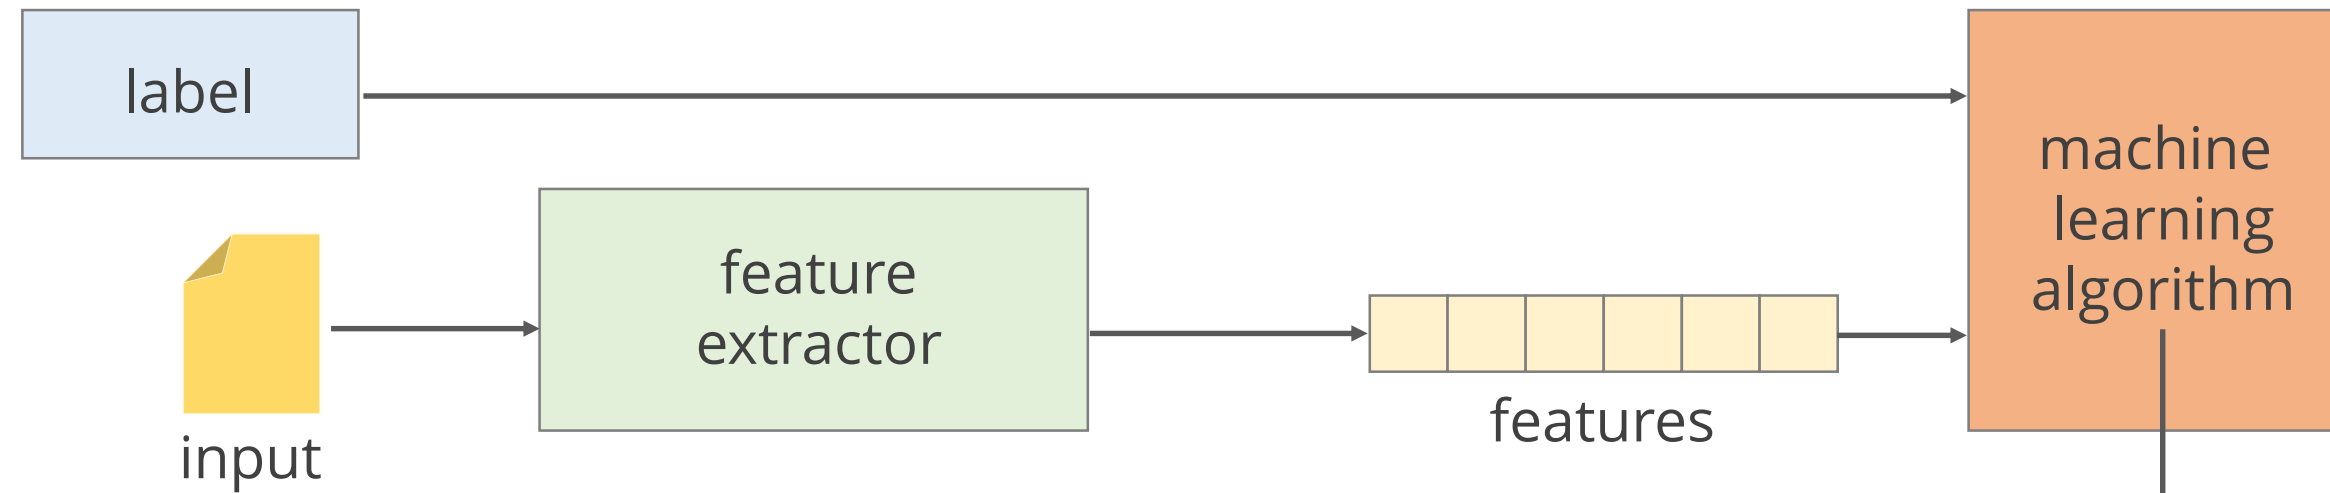 label
machine
learning
algorithm
feature
extractor
features
input